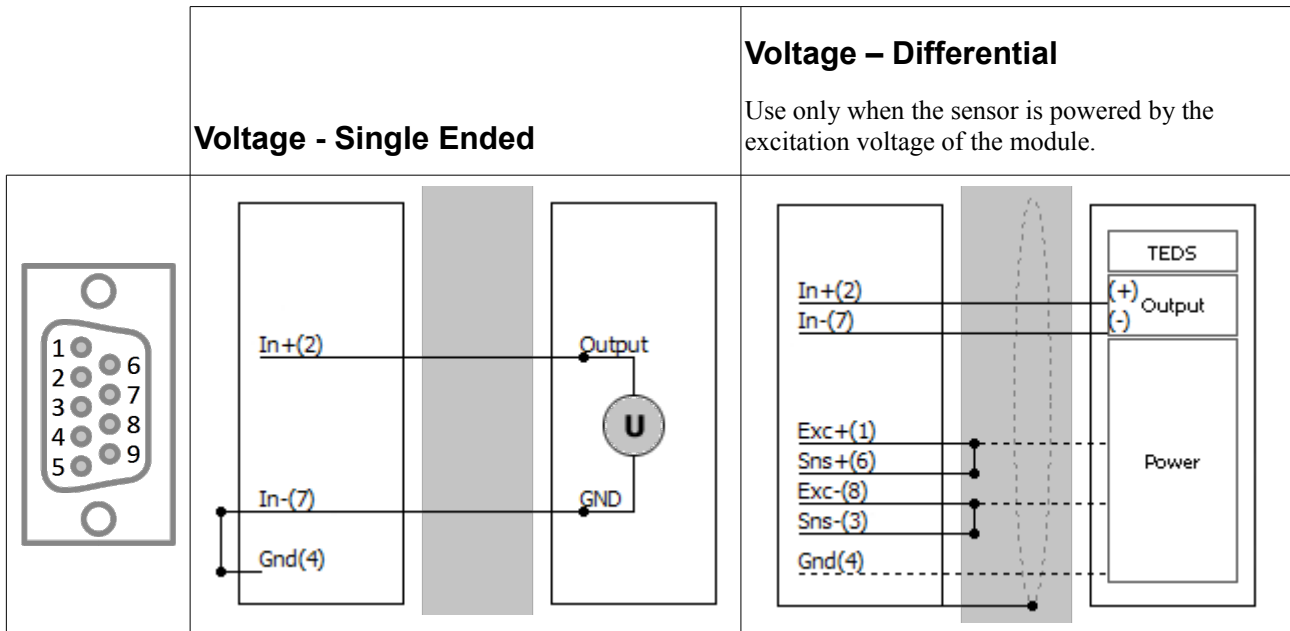 Voltage - Single Ended
Voltage – Differential
Use only when the sensor is powered by the
excitation voltage of the module.
1
2
3
4
5
6
7
8
9
In+(2)
In-(7)
Gnd(4)
Output
U
GND
In+(2)
In-(7)
Exc+(1)
Sns+(6)
Exc-(8)
Sns-(3)
Gnd(4)
TEDS
(+)
Output
(-)
Power